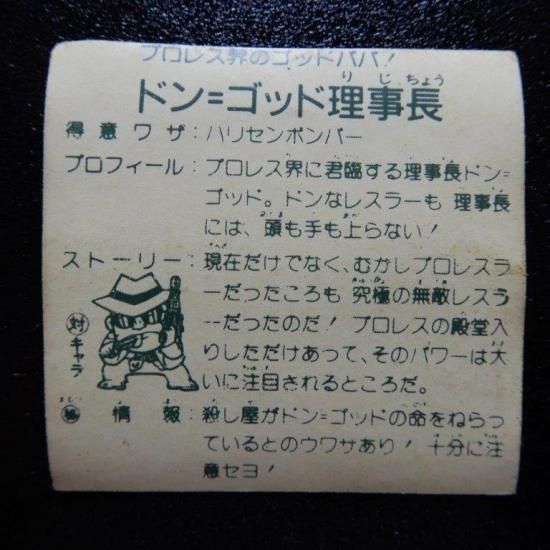 プロレス界のゴッドパパ!
りじちょう
ドン=ゴッド理事長
得意ワザ:ハリセンボンバー
プロフィール:プロレス界に君臨する理事長ドン=
ゴッド。ドンなレスラーも 理事長
には、頭も手も上らない!
ストーリー:現在だけでなく、むかしプロレスラ
ーだったころも 究極の無敵レスラ
ーだったのだ! プロレスの殿堂入
りしただけあって、そのパワーは大
いに注目されるところだ。
対キャラ
㊙情報:殺し屋がドン=ゴッドの命をねらっ
ているとのウワサあり! 十分に注
意セヨ!